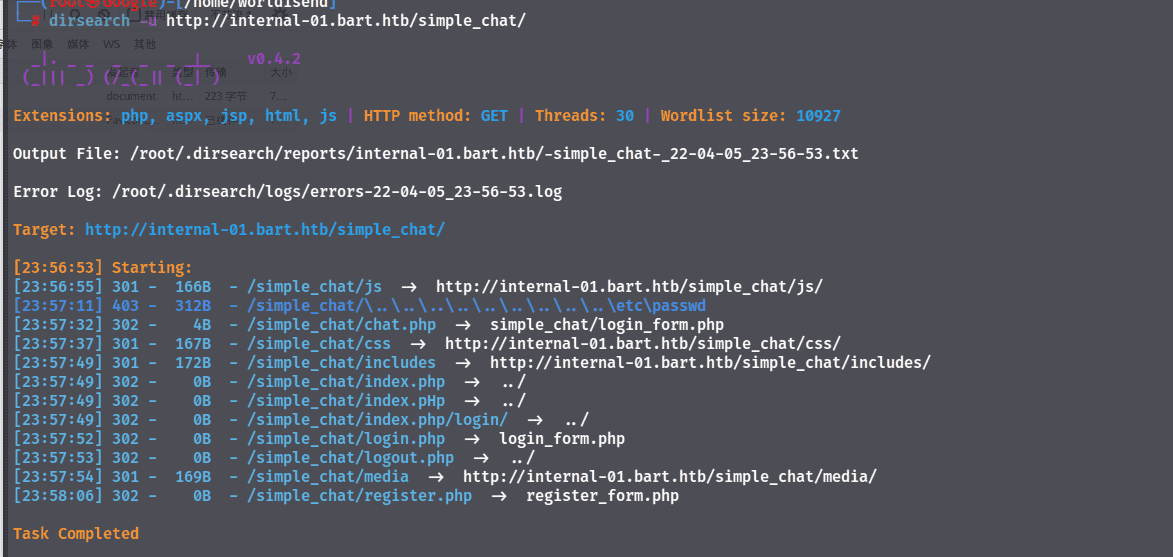 (root㉿Google)-[/home/worldisend]
# dirsearch -u http://internal-01.bart.htb/simple_chat/
字体 图像 媒体 WS 其他
v0.4.2
类型 传输 大小
document ht… 223 字节 7…
Extensions: php, aspx, jsp, html, js | HTTP method: GET | Threads: 30 | Wordlist size: 10927
Output File: /root/.dirsearch/reports/internal-01.bart.htb/-simple_chat-_22-04-05_23-56-53.txt
Error Log: /root/.dirsearch/logs/errors-22-04-05_23-56-53.log
Target: http://internal-01.bart.htb/simple_chat/
[23:56:53] Starting:
[23:56:55] 301 - 166B - /simple_chat/js -> http://internal-01.bart.htb/simple_chat/js/
[23:57:11] 403 - 312B - /simple_chat/\..\..\..\..\..\..\..\..\..\etc\passwd
[23:57:32] 302 - 4B - /simple_chat/chat.php -> simple_chat/login_form.php
[23:57:37] 301 - 167B - /simple_chat/css -> http://internal-01.bart.htb/simple_chat/css/
[23:57:49] 301 - 172B - /simple_chat/includes -> http://internal-01.bart.htb/simple_chat/includes/
[23:57:49] 302 - 0B - /simple_chat/index.php -> ../
[23:57:49] 302 - 0B - /simple_chat/index.pHp -> ../
[23:57:49] 302 - 0B - /simple_chat/index.php/login/ -> ../
[23:57:52] 302 - 0B - /simple_chat/login.php -> login_form.php
[23:57:53] 302 - 0B - /simple_chat/logout.php -> ../
[23:57:54] 301 - 169B - /simple_chat/media -> http://internal-01.bart.htb/simple_chat/media/
[23:58:06] 302 - 0B - /simple_chat/register.php -> register_form.php
Task Completed